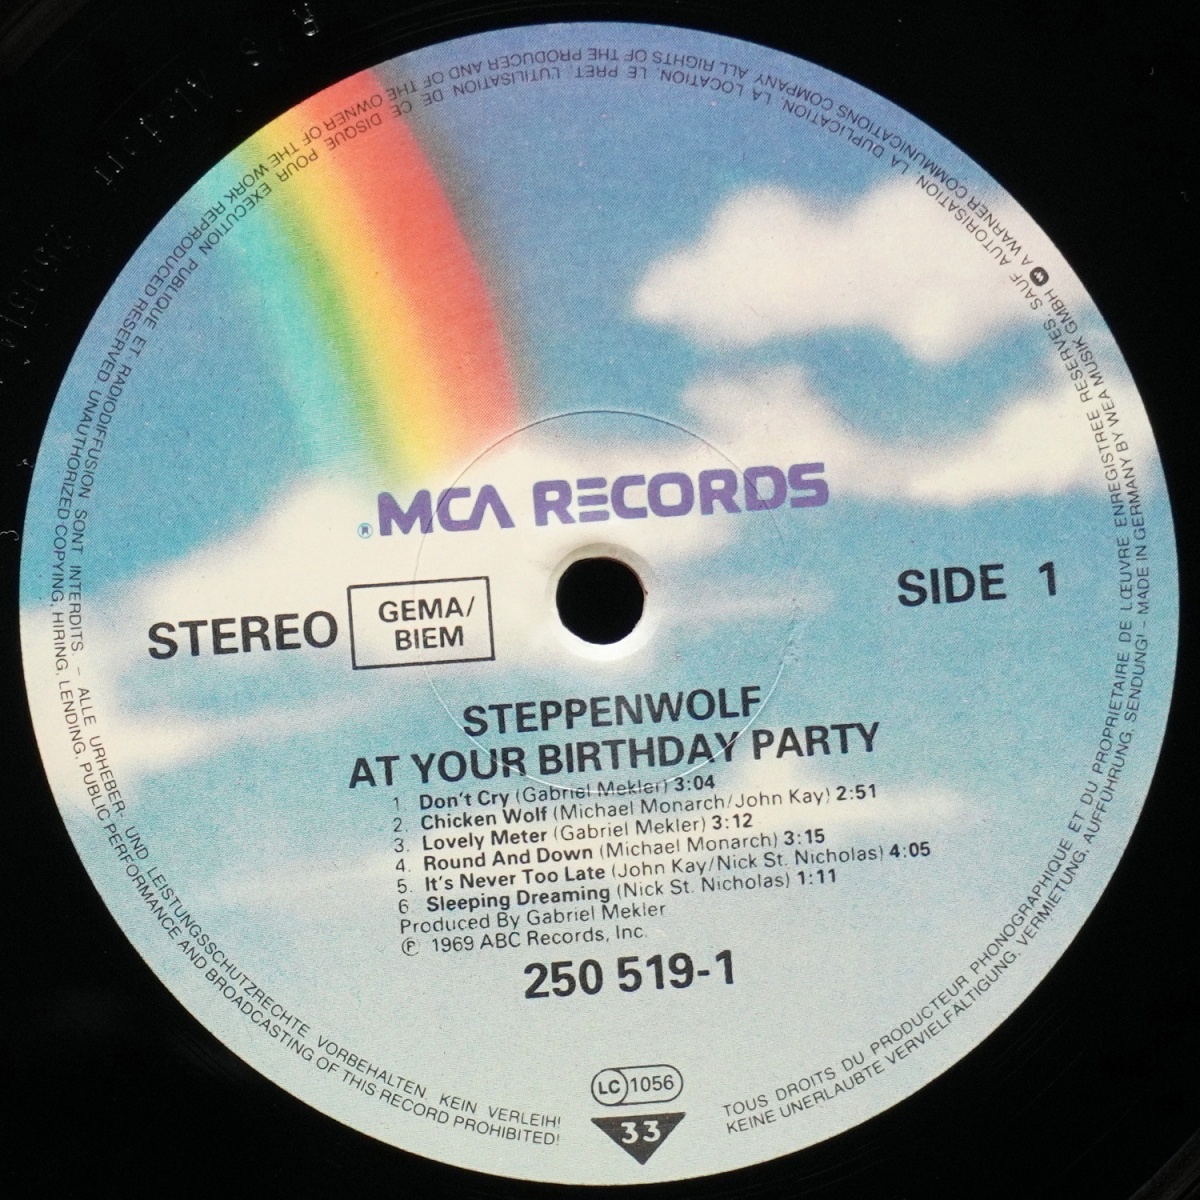 ® MCA RECORDS
STEREO
GEMA/
BIEM
SIDE 1
STEPPENWOLF
AT YOUR BIRTHDAY PARTY
1 Don't Cry (Gabriel Mekler) 3:04
2. Chicken Wolf (Michael Monarch/John Kay) 2:51
3. Lovely Meter (Gabriel Mekler) 3:12
4. Round And Down (Michael Monarch) 3:15
5. It's Never Too Late (John Kay/Nick St. Nicholas) 4:05
6 Sleeping Dreaming (Nick St. Nicholas) 1:11
Produced By Gabriel Mekler
℗ 1969 ABC Records, Inc.
250 519-1
LC 1056
33
TOUS DROITS DU PRODUCTEUR PHONOGRAPHIQUE ET DU PROPRIETAIRE DE L'ŒUVRE ENREGISTREE RESERVES. SAUF AUTORISATION, LA DUPLICATION, LA LOCATION, LE PRET, L'UTILISATION DE CE DISQUE POUR EXECUTION PUBLIQUE ET RADIODIFFUSION SONT INTERDITS. – ALLE URHEBER- UND LEISTUNGSSCHUTZRECHTE VORBEHALTEN. KEIN VERLEIH!
KEINE UNERLAUBTE VERVIELFÄLTIGUNG, VERMIETUNG, AUFFÜHRUNG, SENDUNG! – MADE IN GERMANY BY WEA MUSIK GMBH A WARNER COMMUNICATIONS COMPANY ALL RIGHTS OF THE PRODUCER AND OF THE OWNER OF THE WORK REPRODUCED RESERVED UNAUTHORIZED COPYING, HIRING, LENDING, PUBLIC PERFORMANCE AND BROADCASTING OF THIS RECORD PROHIBITED!